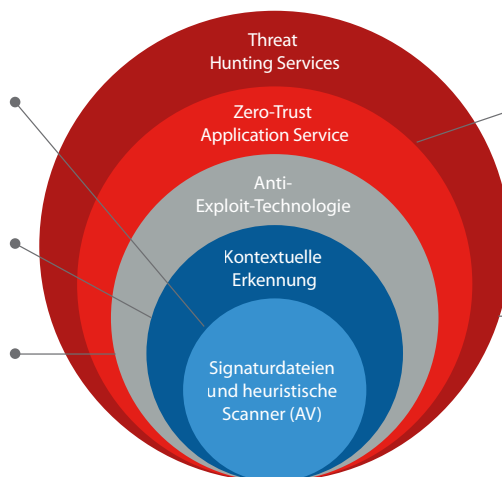 Threat
Hunting Services
Zero-Trust
Application Service
Anti-
Exploit-Technologie
Kontextuelle
Erkennung
Signaturdateien
und heuristische
Scanner (AV)